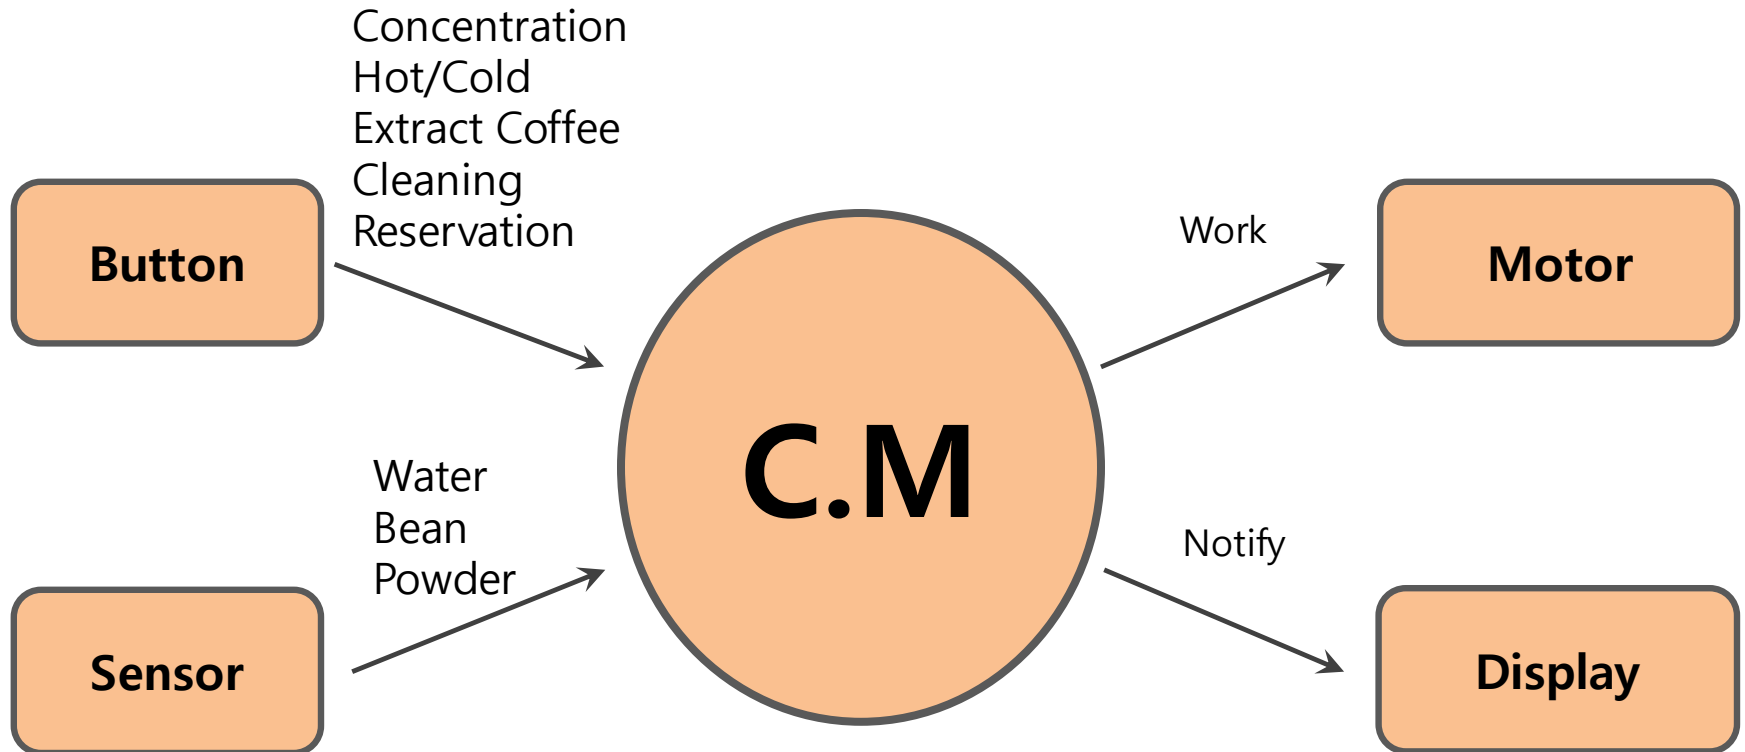 Concentration
Hot/Cold
Extract Coffee
Cleaning
Reservation
Button
Work
Motor
C.M
Water
Bean
Powder
Notify
Sensor
Display